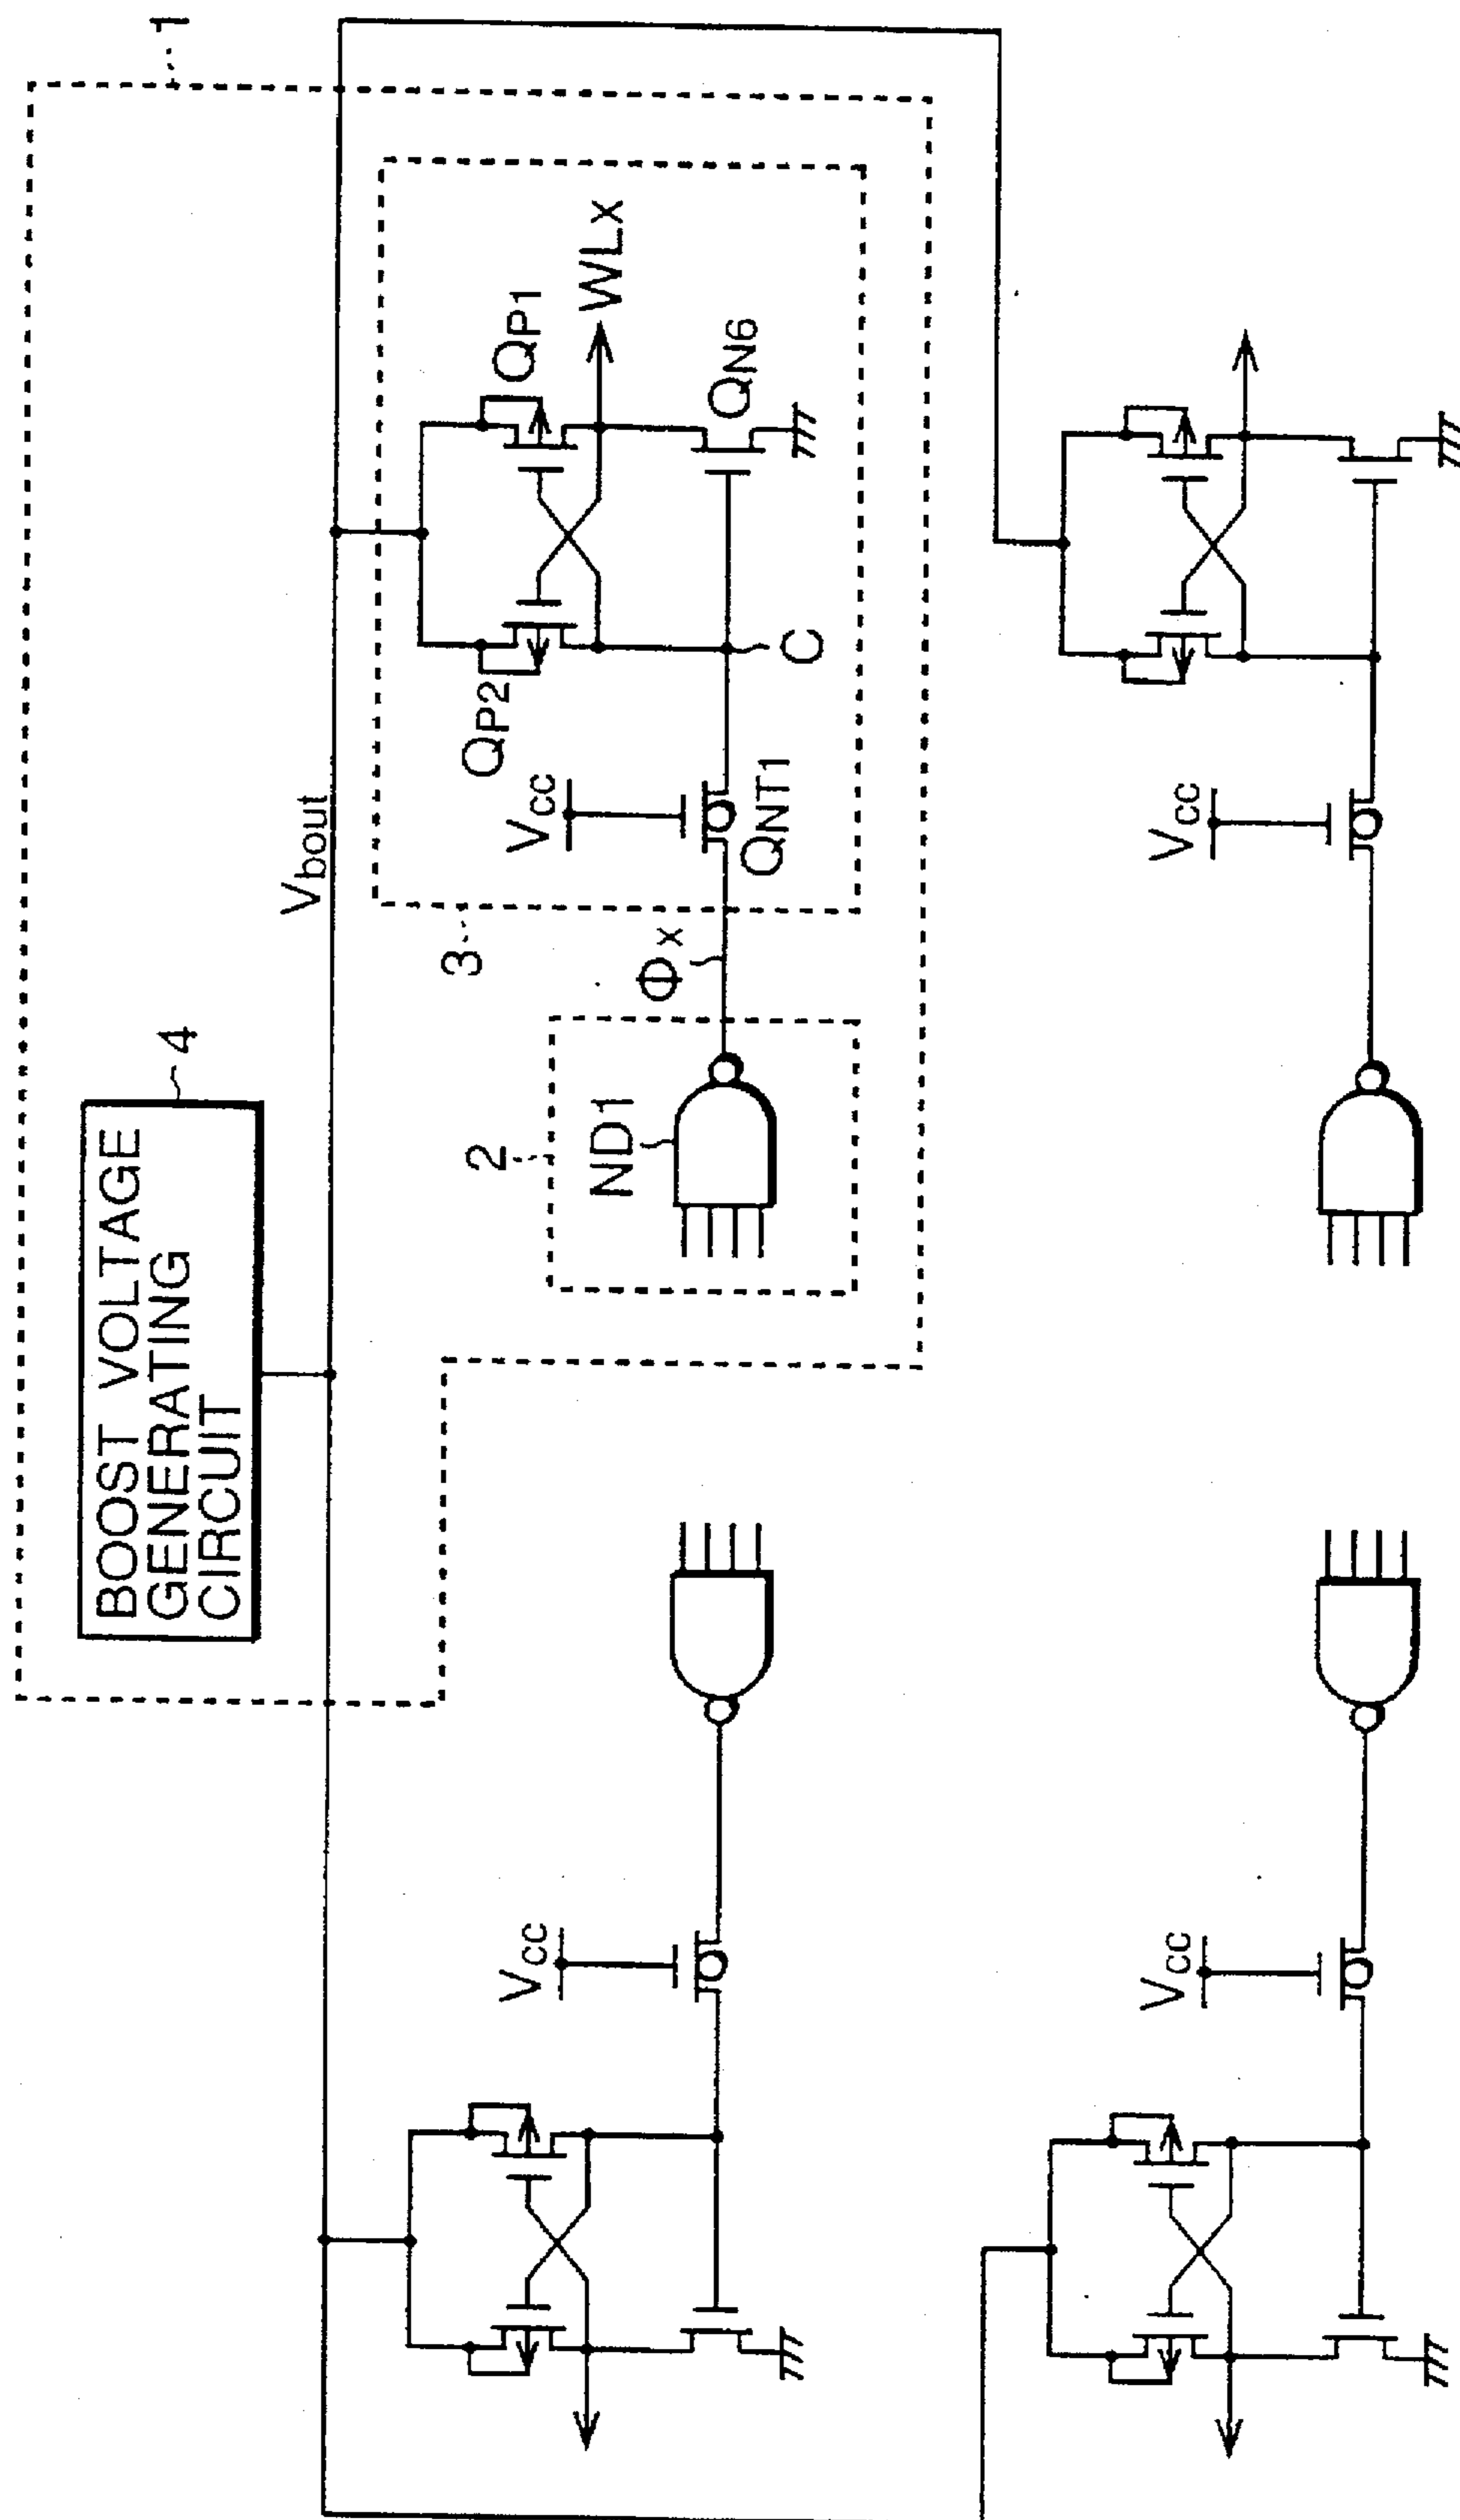 1
BOOST VOLTAGE
GENERATING
CIRCUIT
4
Vbout
QP2
QP1
WLX
Vcc
QNT1
QN6
C
3
Φx
2
ND1
Vcc
Vcc
Vcc